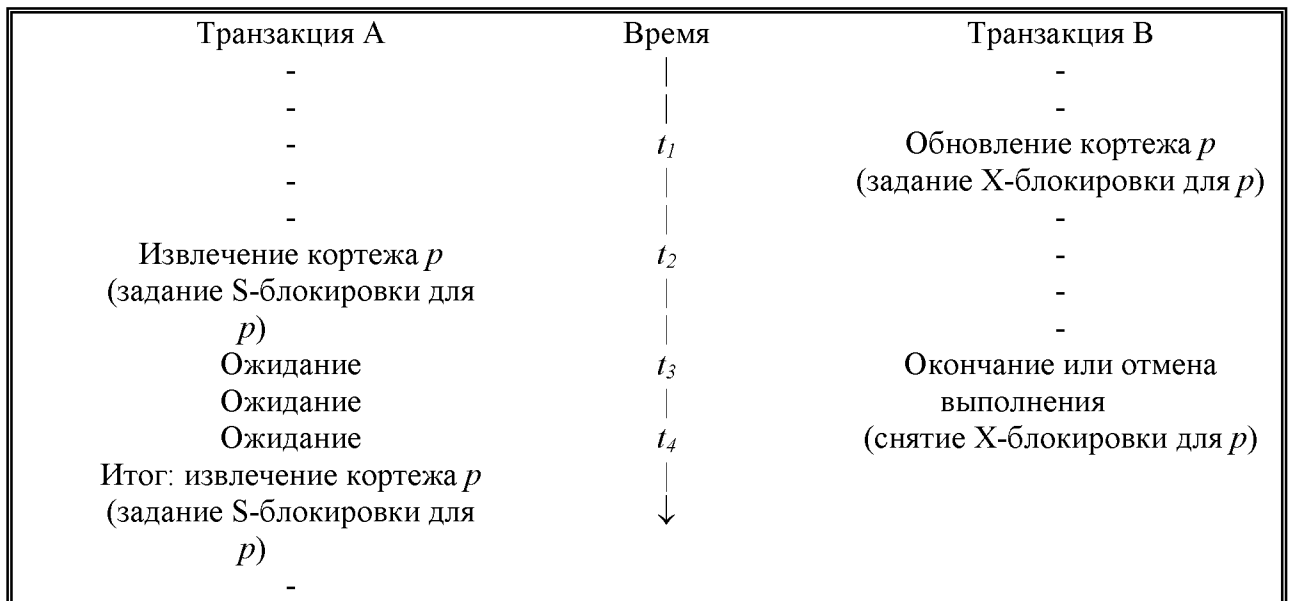 Транзакция А Время Транзакция В
- | -
- | -
- t1 Обновление кортежа p
- | (задание X-блокировки для p)
- | -
Извлечение кортежа p t2 -
(задание S-блокировки для | -
p) | -
Ожидание t3 Окончание или отмена
Ожидание | выполнения
Ожидание t4 (снятие X-блокировки для p)
Итог: извлечение кортежа p |
(задание S-блокировки для ↓
p)
-